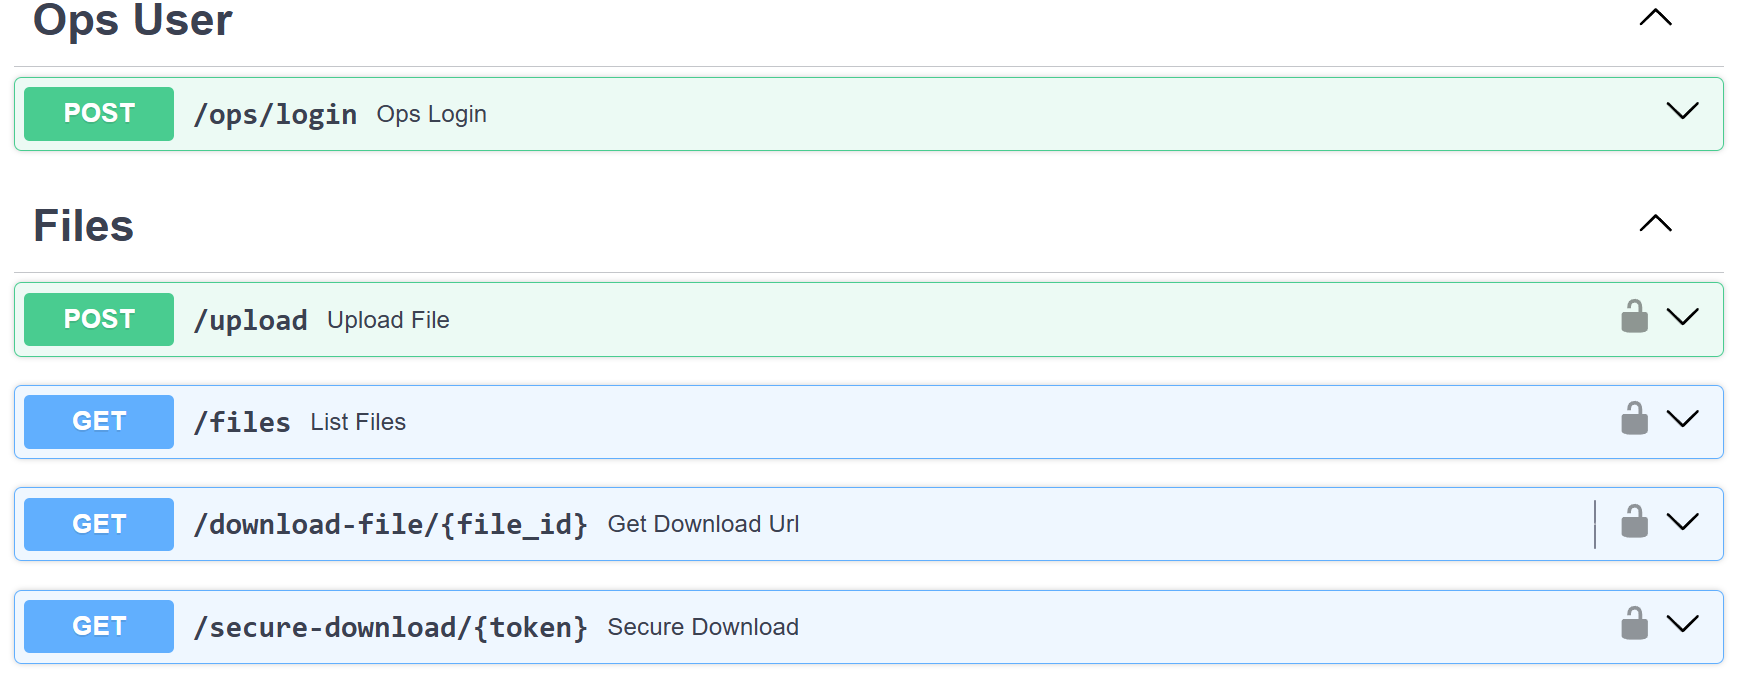 Ops User
POST /ops/login Ops Login
Files
POST /upload Upload File
GET /files List Files
GET /download-file/{file_id} Get Download Url
GET /secure-download/{token} Secure Download